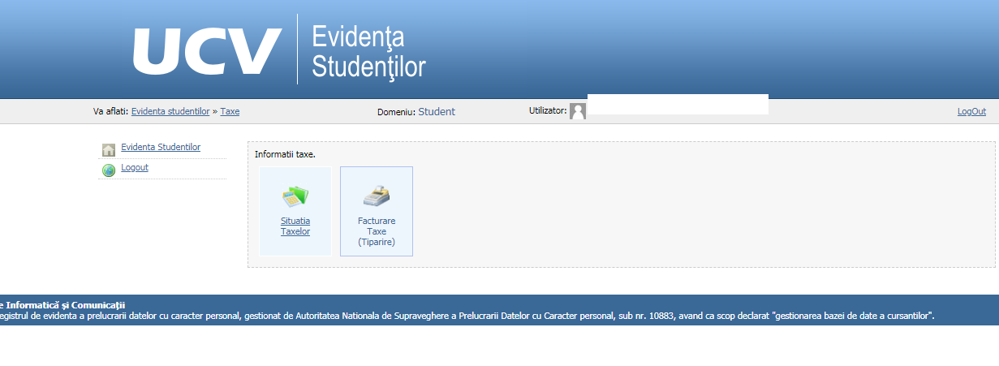 UCV
Evidenţa
Studenţilor
Va aflati: Evidenta studentilor » Taxe
Domeniu: Student
Utilizator:
LogOut
Evidenta Studentilor
Logout
Informatii taxe.
Situatia
Taxelor
Facturare
Taxe
(Tiparire)
e Informatică şi Comunicaţii
egistrul de evidenta a prelucrarii datelor cu caracter personal, gestionat de Autoritatea Nationala de Supraveghere a Prelucrarii Datelor cu Caracter personal, sub nr. 10883, avand ca scop declarat "gestionarea bazei de date a cursantilor".